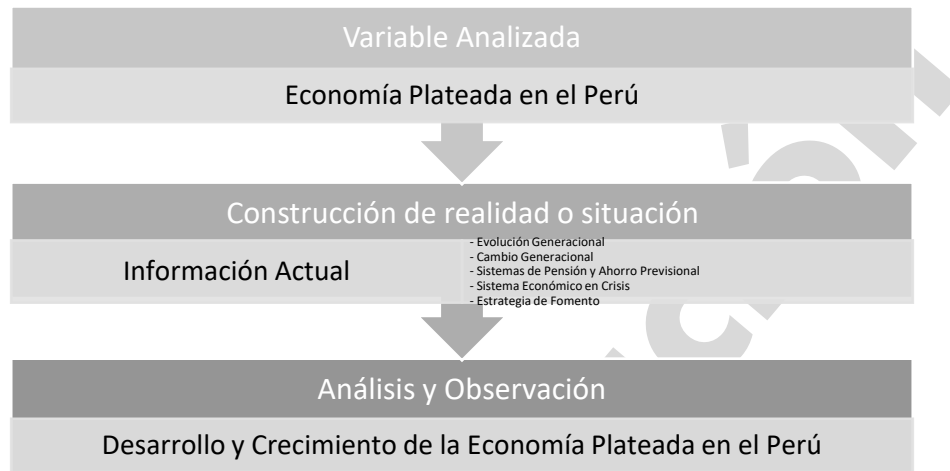 Variable Analizada
Economía Plateada en el Perú
Construcción de realidad o situación
Información Actual
- Evolución Generacional
- Cambio Generacional
- Sistemas de Pensión y Ahorro Previsional
- Sistema Económico en Crisis
- Estrategia de Fomento
Análisis y Observación
Desarrollo y Crecimiento de la Economía Plateada en el Perú